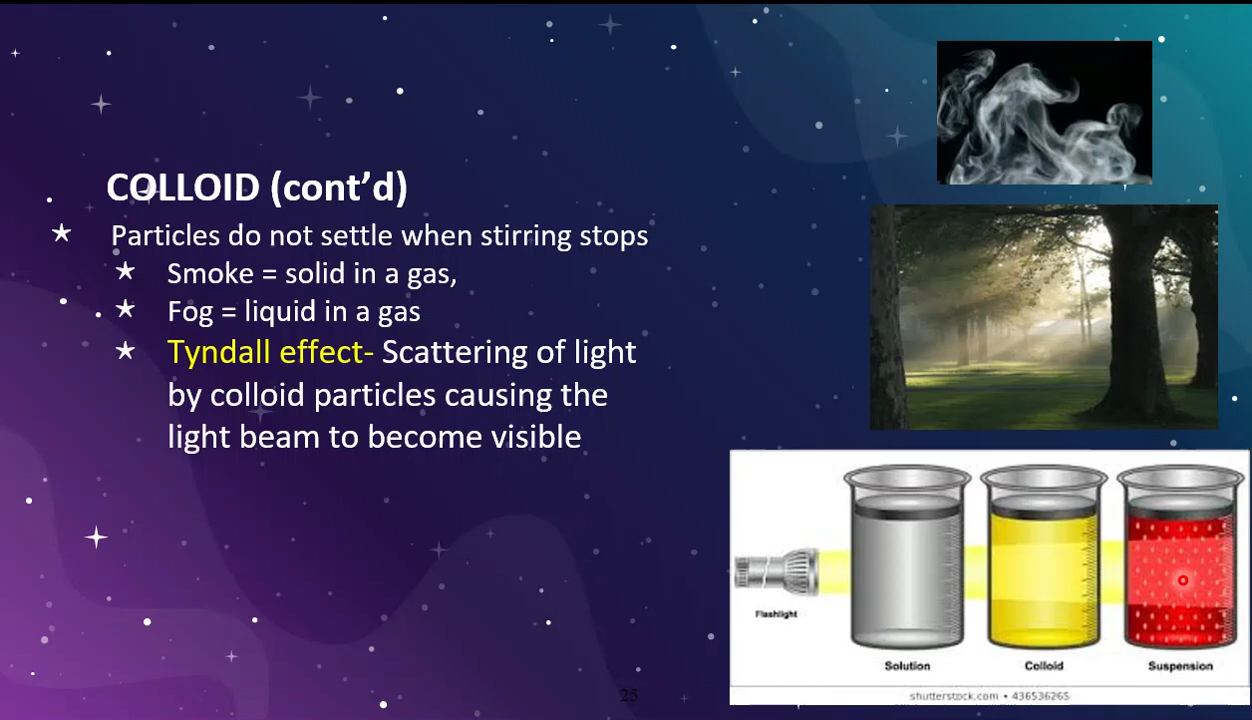 COLLOID (cont’d)
Particles do not settle when stirring stops
Smoke = solid in a gas,
Fog = liquid in a gas
Tyndall effect- Scattering of light
by colloid particles causing the
light beam to become visible
Flashlight
Solution
Colloid
Suspension
shutterstock.com • 436536265
25